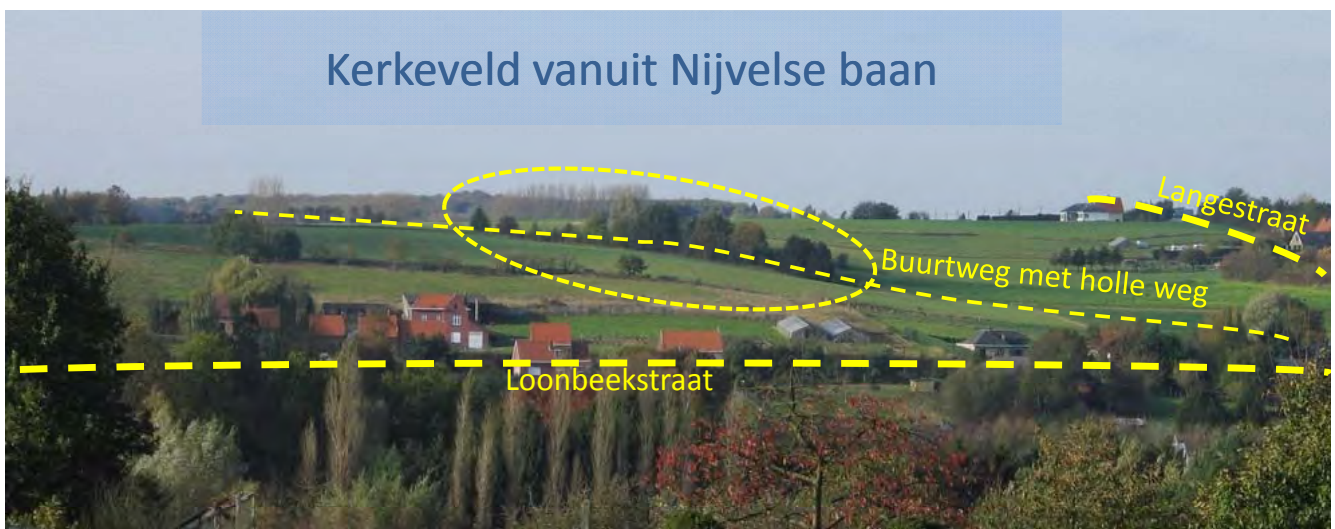 Kerkeveld vanuit Nijvelse baan
Langestraat
Buurtweg met holle weg
Loonbeekstraat